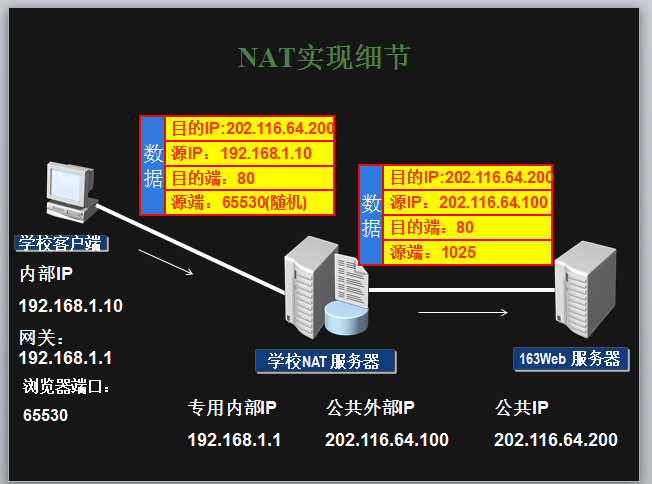 NAT实现细节
数据
目的IP:202.116.64.200
源IP：192.168.1.10
目的端：80
源端：65530(随机)
数据
目的IP:202.116.64.200
源IP：202.116.64.100
目的端：80
源端：1025
学校客户端
内部IP
192.168.1.10
网关：
192.168.1.1
浏览器端口：
65530
学校NAT 服务器
163Web 服务器
专用内部IP
192.168.1.1
公共外部IP
202.116.64.100
公共IP
202.116.64.200